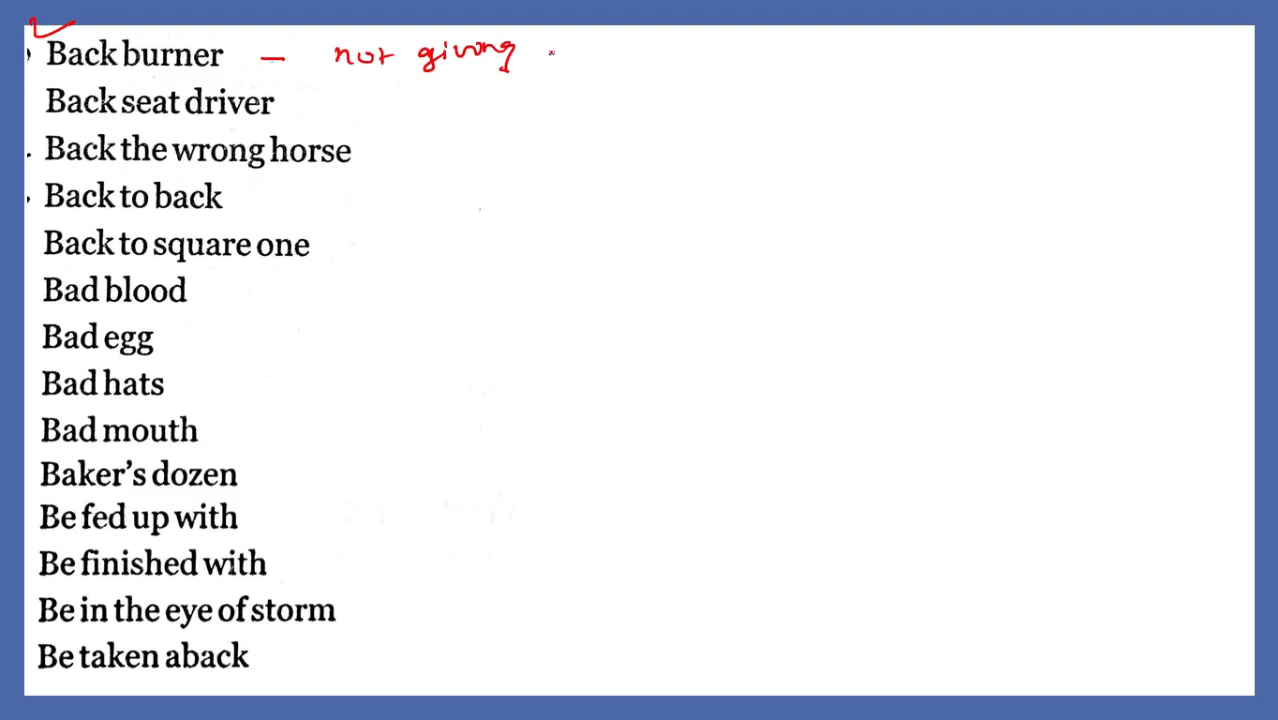 Back burner — not giving
Back seat driver
Back the wrong horse
Back to back
Back to square one
Bad blood
Bad egg
Bad hats
Bad mouth
Baker's dozen
Be fed up with
Be finished with
Be in the eye of storm
Be taken aback